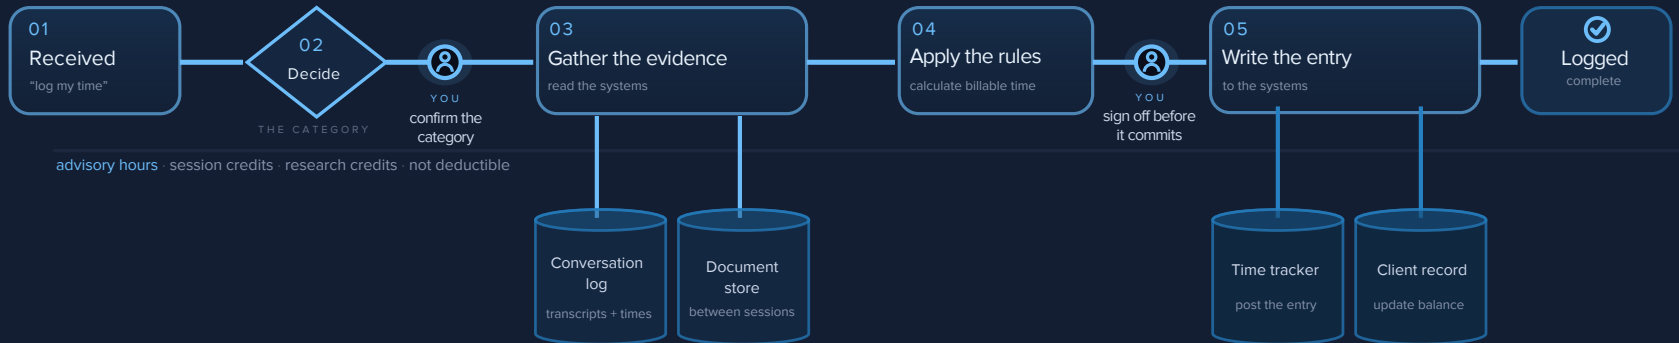 01
Received
“log my time”
02
Decide
THE CATEGORY
YOU
confirm the
category
03
Gather the evidence
read the systems
04
Apply the rules
calculate billable time
YOU
sign off before
it commits
05
Write the entry
to the systems
Logged
complete
advisory hours · session credits · research credits · not deductible
Conversation
log
transcripts + times
Document
store
between sessions
Time tracker
post the entry
Client record
update balance